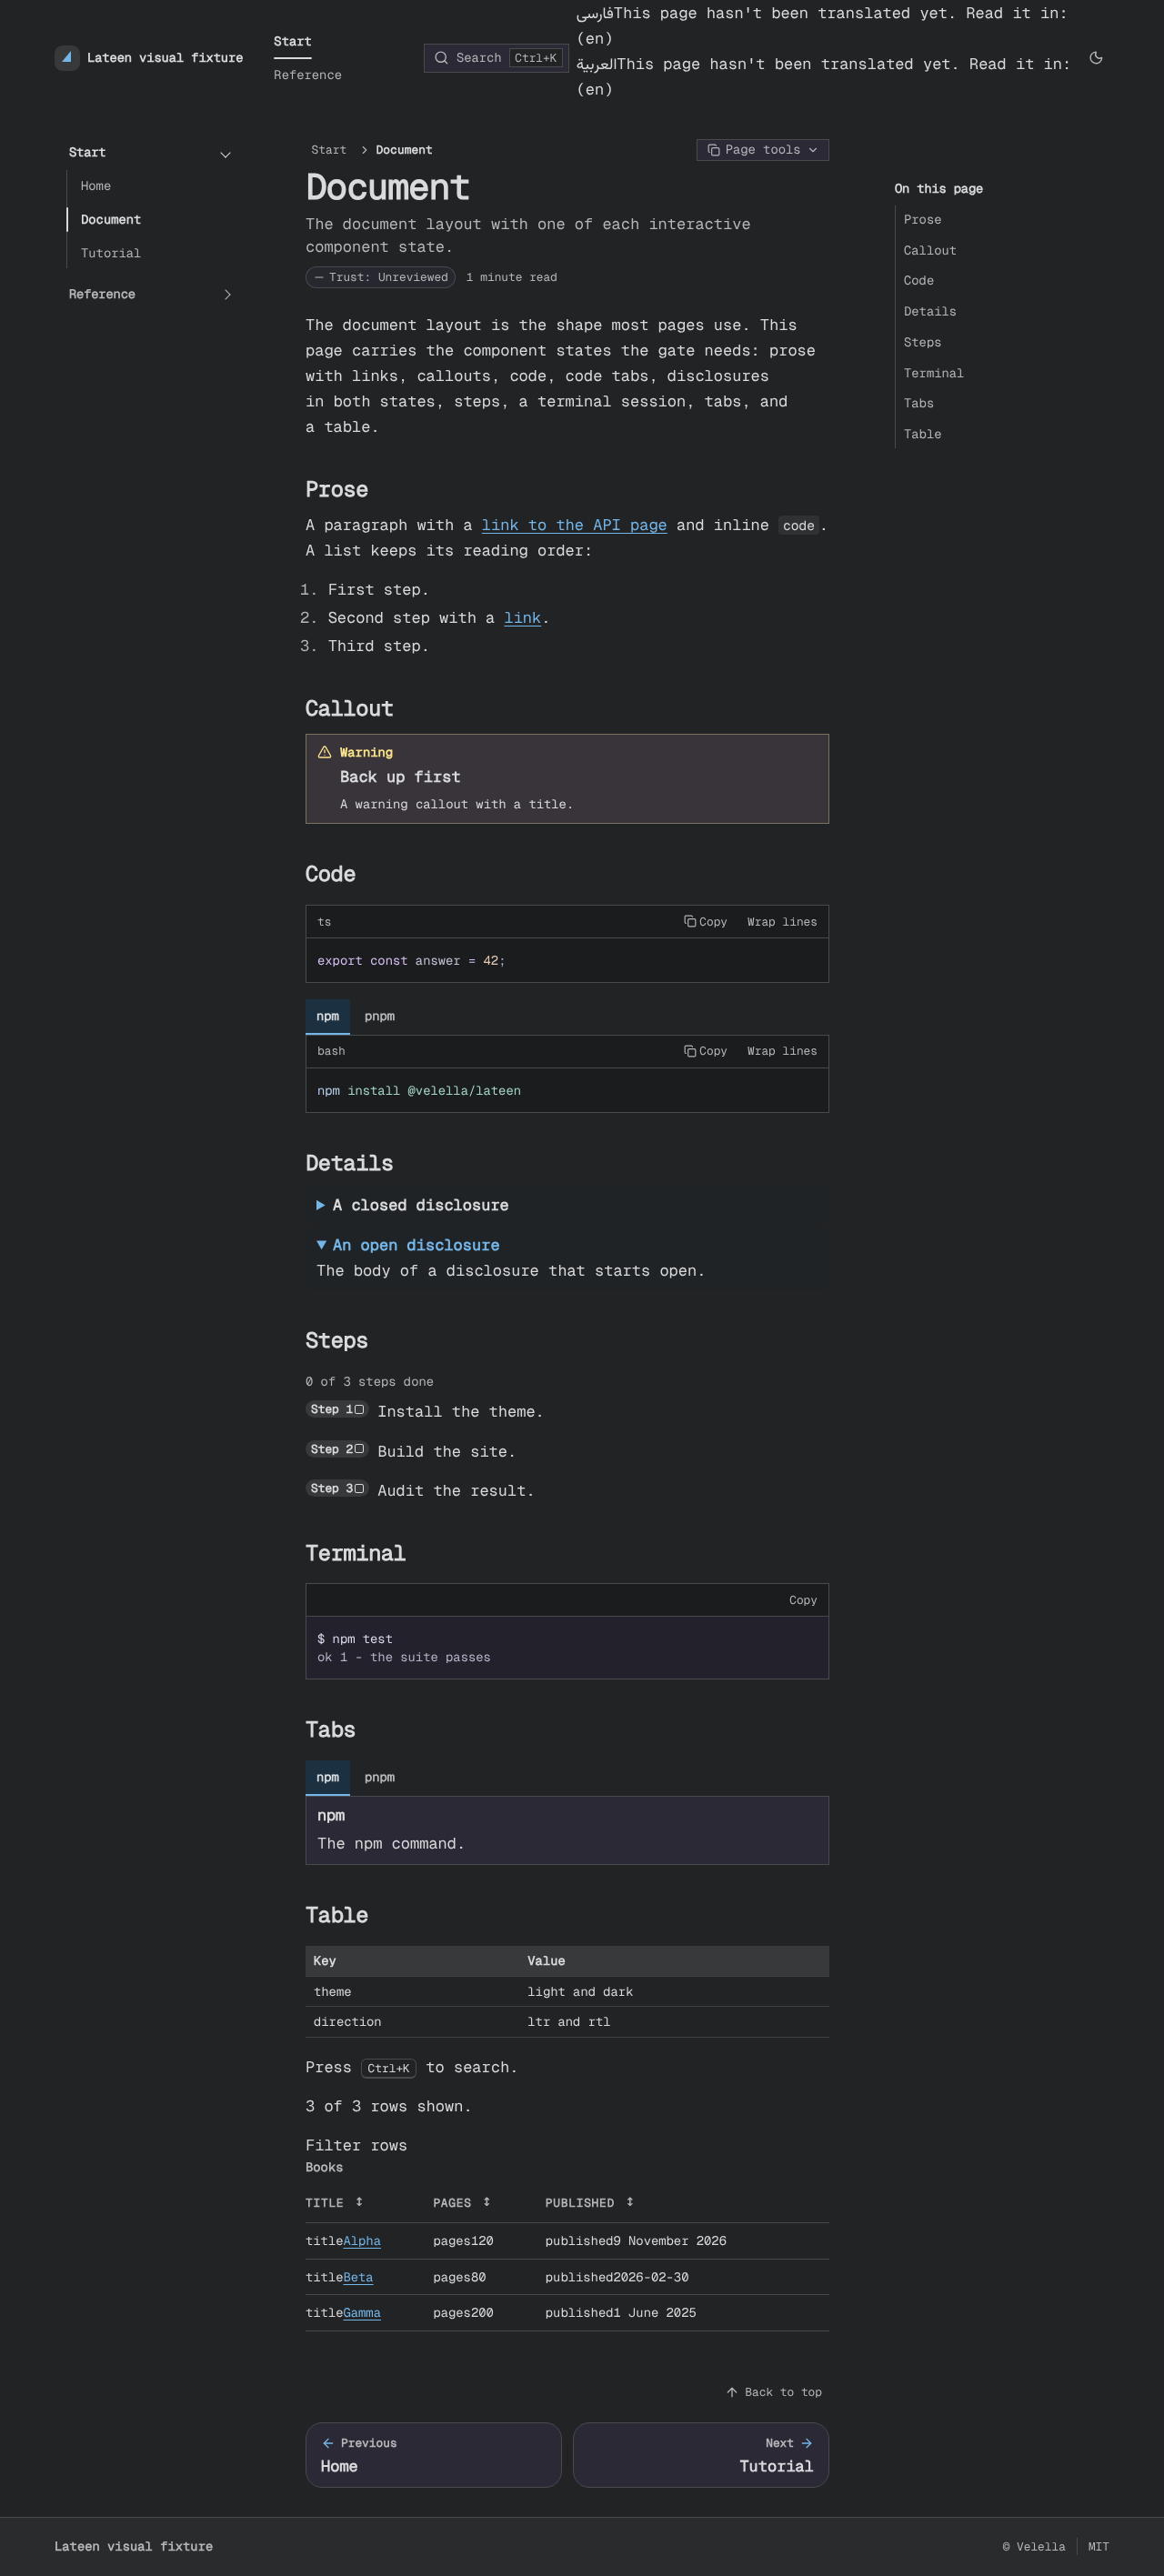 Lateen visual fixture
Start
Reference
Search Ctrl+K
فارسیThis page hasn't been translated yet. Read it in:
(en)
العربيةThis page hasn't been translated yet. Read it in:
(en)
Start
Home
Document
Tutorial
Reference
Start > Document
Page tools
Document
The document layout with one of each interactive
component state.
— Trust: Unreviewed 1 minute read
The document layout is the shape most pages use. This
page carries the component states the gate needs: prose
with links, callouts, code, code tabs, disclosures
in both states, steps, a terminal session, tabs, and
a table.
On this page
Prose
Callout
Code
Details
Steps
Terminal
Tabs
Table
Prose
A paragraph with a link to the API page and inline code.
A list keeps its reading order:
1. First step.
2. Second step with a link.
3. Third step.
Callout
Warning
Back up first
A warning callout with a title.
Code
ts Copy Wrap lines
export const answer = 42;
npm pnpm
bash Copy Wrap lines
npm install @velella/lateen
Details
A closed disclosure
An open disclosure
The body of a disclosure that starts open.
Steps
0 of 3 steps done
Step 1 Install the theme.
Step 2 Build the site.
Step 3 Audit the result.
Terminal
Copy
$ npm test
ok 1 - the suite passes
Tabs
npm pnpm
npm
The npm command.
Table
Key Value
theme light and dark
direction ltr and rtl
Press Ctrl+K to search.
3 of 3 rows shown.
Filter rows
Books
TITLE ↕ PAGES ↕ PUBLISHED ↕
titleAlpha pages120 published9 November 2026
titleBeta pages80 published2026-02-30
titleGamma pages200 published1 June 2025
↑ Back to top
← Previous
Home
Next →
Tutorial
Lateen visual fixture
© Velella MIT